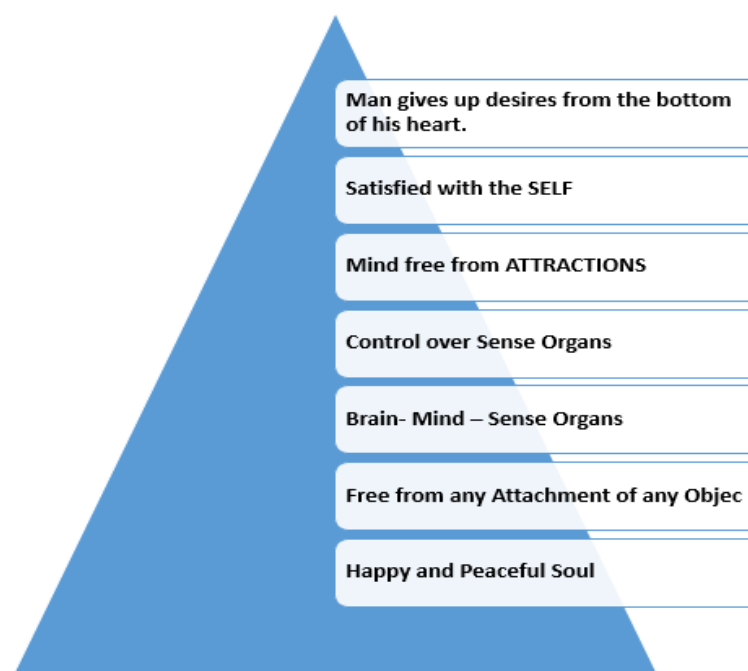 Man gives up desires from the bottom
of his heart.
Satisfied with the SELF
Mind free from ATTRACTIONS
Control over Sense Organs
Brain- Mind – Sense Organs
Free from any Attachment of any Objec
Happy and Peaceful Soul